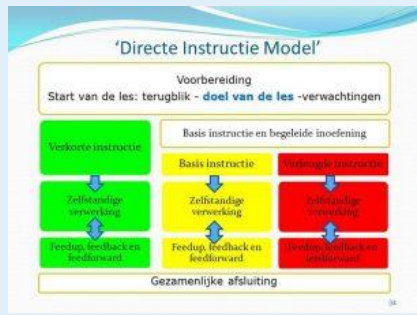 'Directe Instructie Model'
Voorbereiding
Start van de les: terugblik - doel van de les -verwachtingen
Verkorte instructie
Basis instructie en begeleide inoefening
Basis instructie
Verlengde instructie
Zelfstandige
verwerking
Zelfstandige
verwerking
Zelfstandige
verwerking
Feedup, feedback en
feedforward
Feedup, feedback en
feedforward
Feedup, feedback en
feedforward
Gezamenlijke afsluiting
34